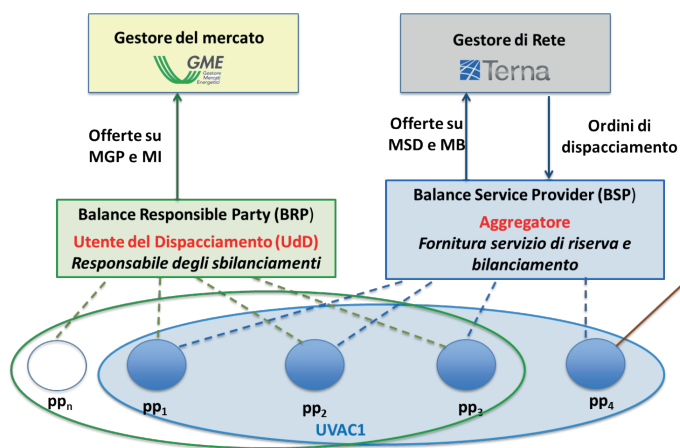 Gestore del mercato
GME
Gestore
Mercati
Energetici
Gestore di Rete
Terna
Offerte su
MGP e MI
Offerte su
MSD e MB
Ordini di
dispacciamento
Balance Responsible Party (BRP)
Utente del Dispacciamento (UdD)
Responsabile degli sbilanciamenti
Balance Service Provider (BSP)
Aggregatore
Fornitura servizio di riserva e
bilanciamento
ppn
pp1
pp2
pp3
pp4
UVAC1